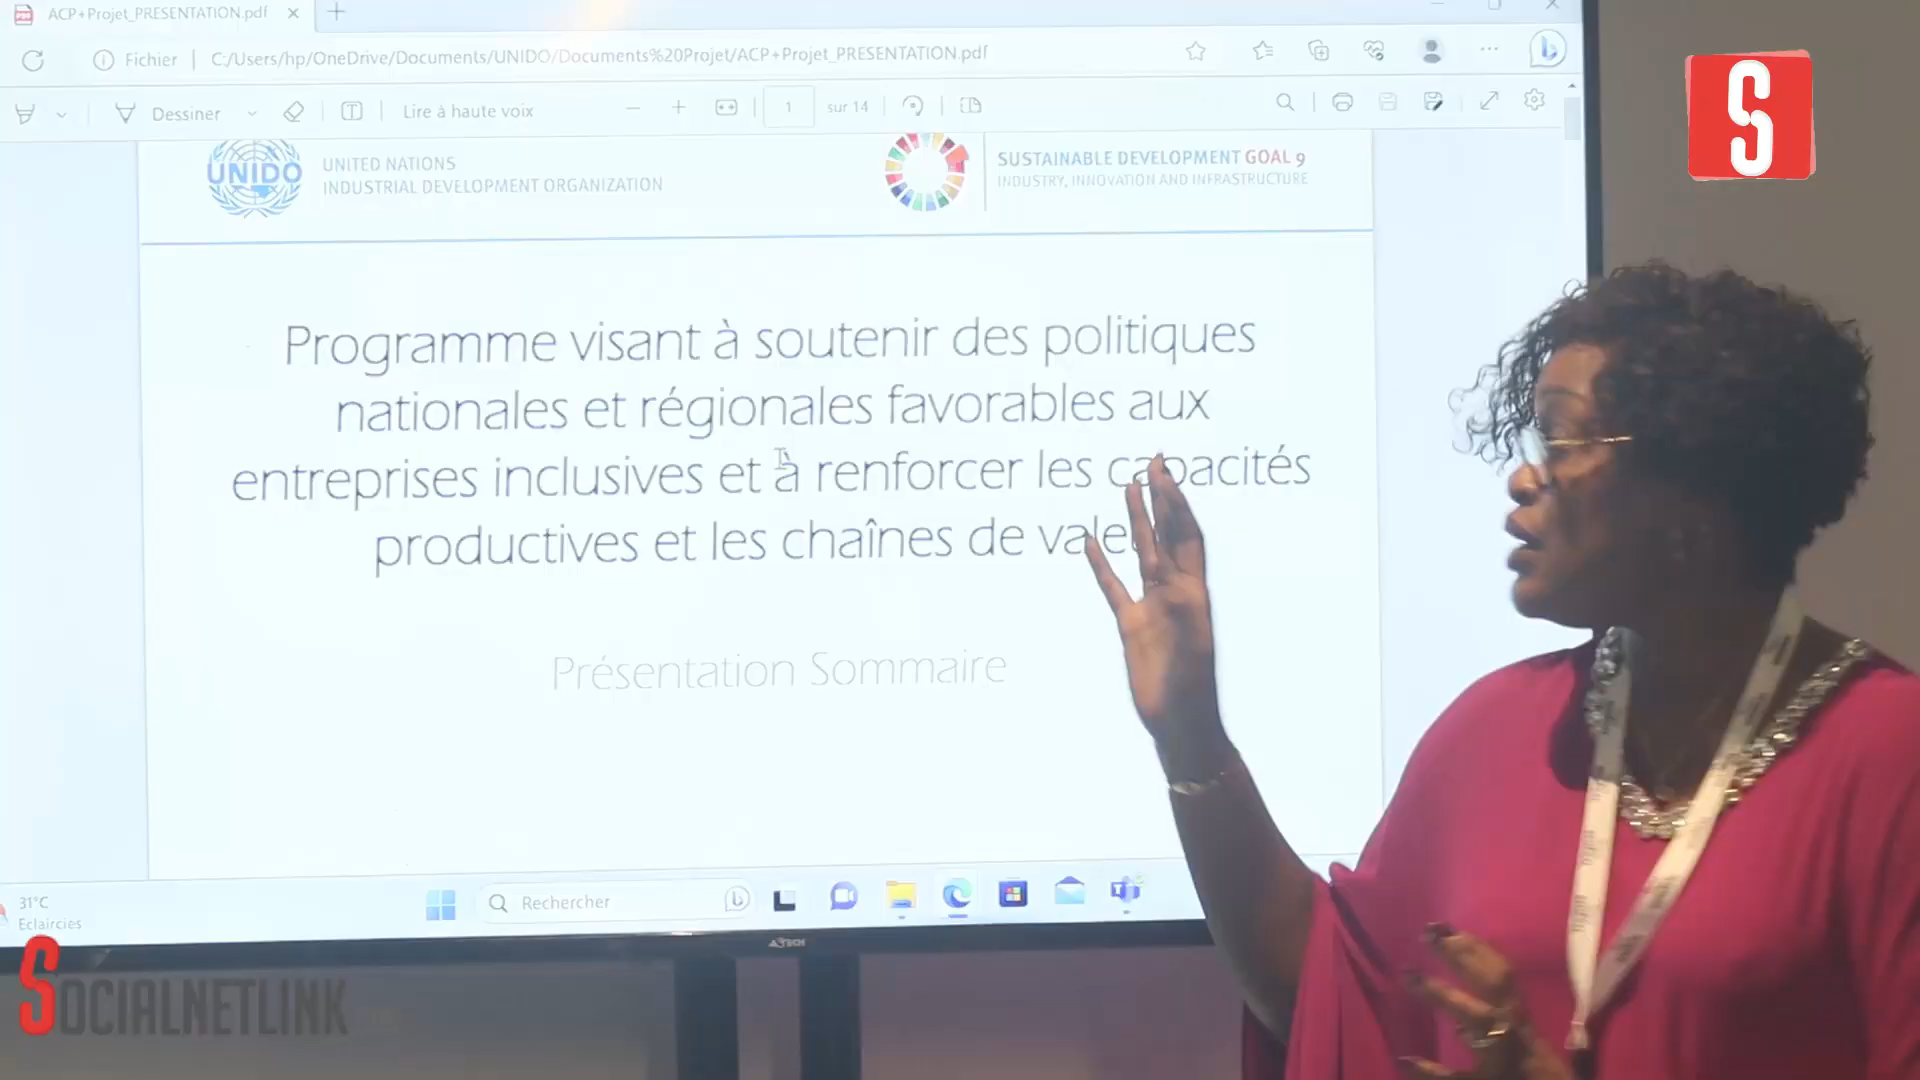 ACP+Projet_PRESENTATION.pdf
Fichier
C:/Users/hp/OneDrive/Documents/UNIDO/Documents%20Projet/ACP+Projet_PRESENTATION.pdf
Dessiner
Lire à haute voix
1
sur 14
S
UNIDO
UNITED NATIONS
INDUSTRIAL DEVELOPMENT ORGANIZATION
SUSTAINABLE DEVELOPMENT GOAL 9
INDUSTRY, INNOVATION AND INFRASTRUCTURE
Programme visant à soutenir des politiques
nationales et régionales favorables aux
entreprises inclusives et à renforcer les capacités
productives et les chaînes de
Présentation Sommaire
31°C
Eclaircies
Rechercher
SOCIALNETLINK